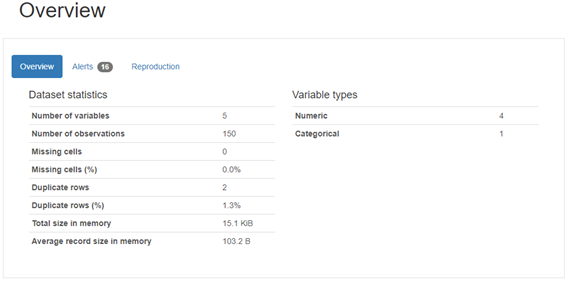 Overview
Overview Alerts 16 Reproduction
Dataset statistics
Number of variables 5
Number of observations 150
Missing cells 0
Missing cells (%) 0.0%
Duplicate rows 2
Duplicate rows (%) 1.3%
Total size in memory 15.1 KiB
Average record size in memory 103.2 B
Variable types
Numeric 4
Categorical 1